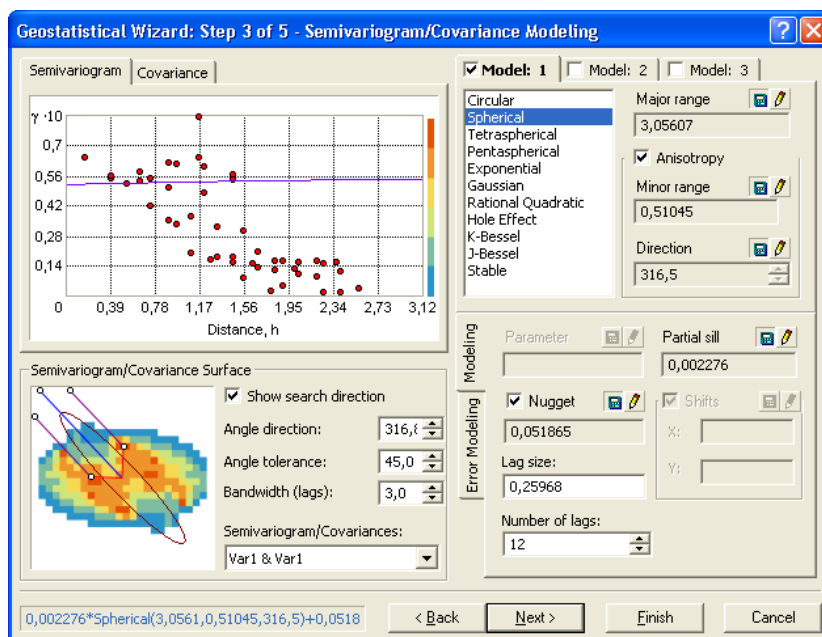 Geostatistical Wizard: Step 3 of 5 - Semivariogram/Covariance Modeling
Semivariogram
Covariance
γ·10
0,7
0,56
0,42
0,28
0,14
0
0,39
0,78
1,17
1,56
1,95
2,34
2,73
3,12
Distance, h
Model: 1
Model: 2
Model: 3
Circular
Spherical
Tetraspherical
Pentaspherical
Exponential
Gaussian
Rational Quadratic
Hole Effect
K-Bessel
J-Bessel
Stable
Major range
3,05607
Anisotropy
Minor range
0,51045
Direction
316,5
Semivariogram/Covariance Surface
Show search direction
Angle direction:
Angle tolerance:
45,0
Bandwidth (lags):
3,0
Semivariogram/Covariances:
Var1 & Var1
Modeling
Error Modeling
Parameter
Partial sill
0,002276
Nugget
0,051865
Shifts
X:
Y:
Lag size:
0,25968
Number of lags:
12
0,002276*Spherical(3,0561,0,51045,316,5)+0,0518
< Back
Next >
Finish
Cancel